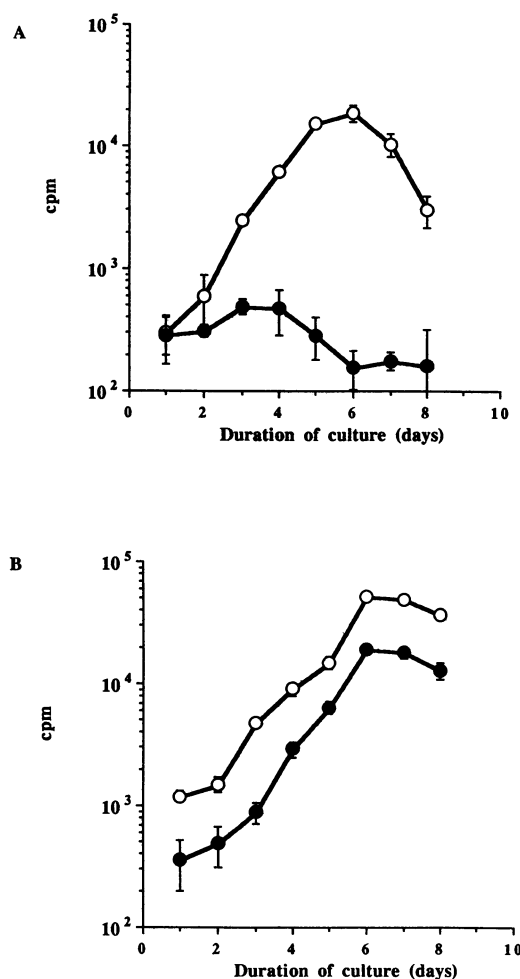 A
10⁵
10⁴
cpm
10³
10²
0 2 4 6 8 10
Duration of culture (days)
B
10⁵
10⁴
cpm
10³
10²
0 2 4 6 8 10
Duration of culture (days)